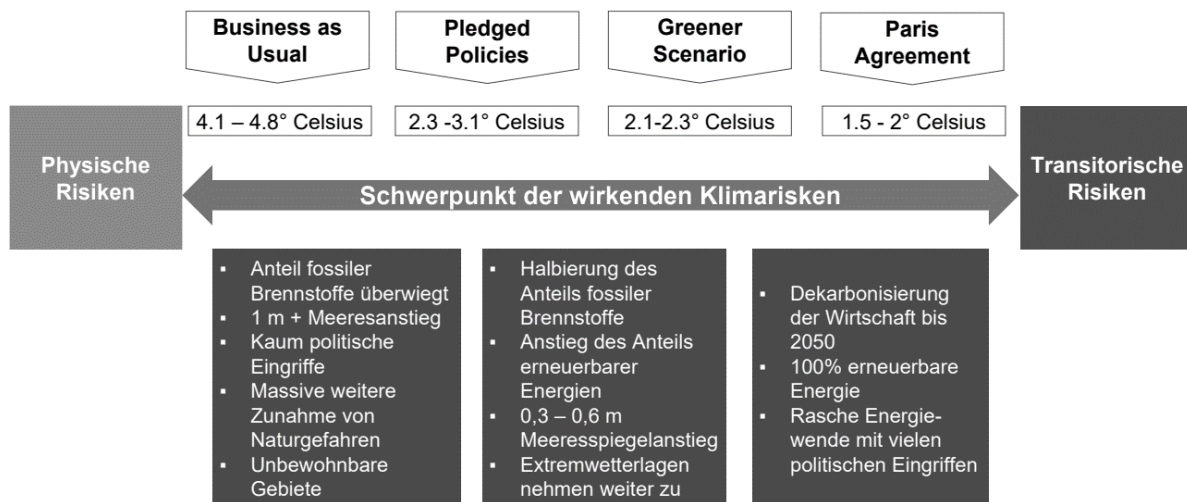 Business as
Usual
Pledged
Policies
Greener
Scenario
Paris
Agreement
4.1 – 4.8° Celsius
2.3 -3.1° Celsius
2.1-2.3° Celsius
1.5 - 2° Celsius
Physische
Risiken
Schwerpunkt der wirkenden Klimarisken
Transitorische
Risiken
▪ Anteil fossiler
Brennstoffe überwiegt
▪ 1 m + Meeresanstieg
▪ Kaum politische
Eingriffe
▪ Massive weitere
Zunahme von
Naturgefahren
▪ Unbewohnbare
Gebiete
▪ Halbierung des
Anteils fossiler
Brennstoffe
▪ Anstieg des Anteils
erneuerbarer
Energien
▪ 0,3 – 0,6 m
Meeresspiegelanstieg
▪ Extremwetterlagen
nehmen weiter zu
▪ Dekarbonisierung
der Wirtschaft bis
2050
▪ 100% erneuerbare
Energie
▪ Rasche Energie-
wende mit vielen
politischen Eingriffen